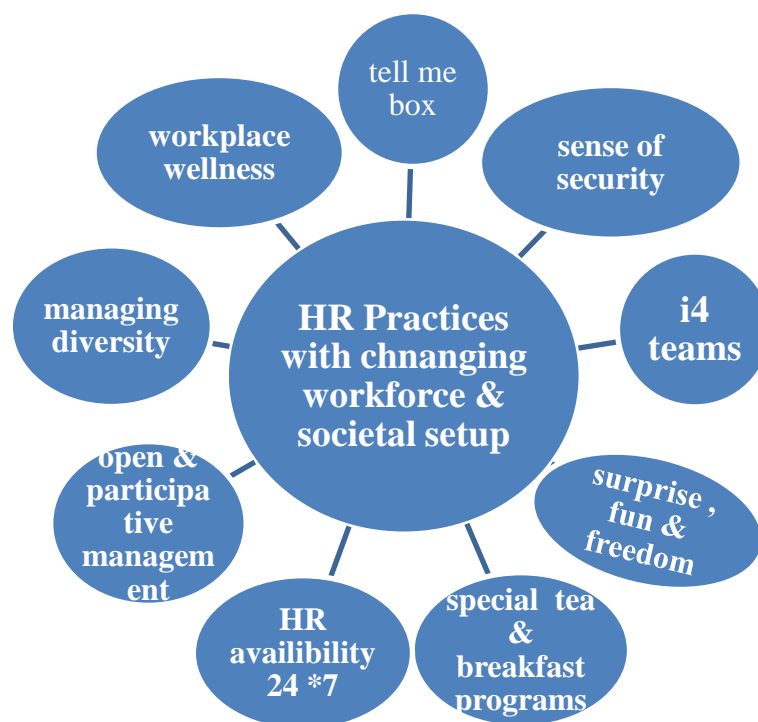 tell me
box
workplace
wellness
sense of
security
managing
diversity
i4
teams
HR Practices
with chnanging
workforce &
societal setup
open &
participa
tive
managem
ent
surprise ,
fun &
freedom
HR
availibility
24 *7
special tea
&
breakfast
programs